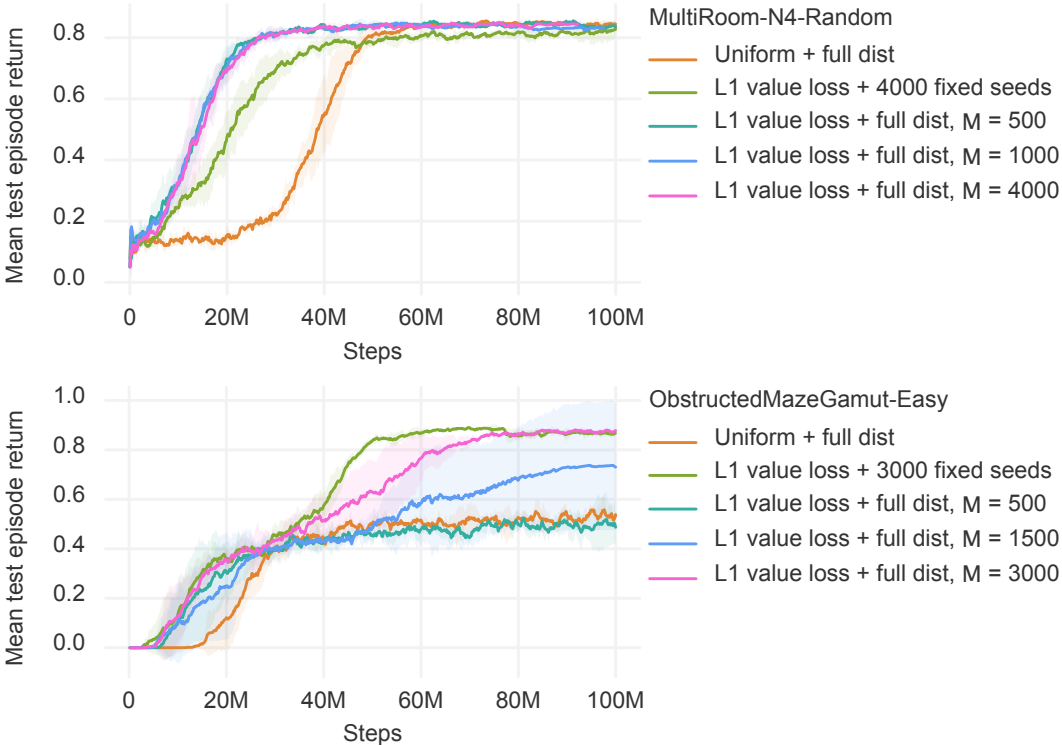 MultiRoom-N4-Random
Mean test episode return
0.8
0.6
0.4
0.2
0.0
0
20M
40M
60M
80M
100M
Steps
Uniform + full dist
L1 value loss + 4000 fixed seeds
L1 value loss + full dist, M = 500
L1 value loss + full dist, M = 1000
L1 value loss + full dist, M = 4000
ObstructedMazeGamut-Easy
Mean test episode return
1.0
0.8
0.6
0.4
0.2
0.0
0
20M
40M
60M
80M
100M
Steps
Uniform + full dist
L1 value loss + 3000 fixed seeds
L1 value loss + full dist, M = 500
L1 value loss + full dist, M = 1500
L1 value loss + full dist, M = 3000